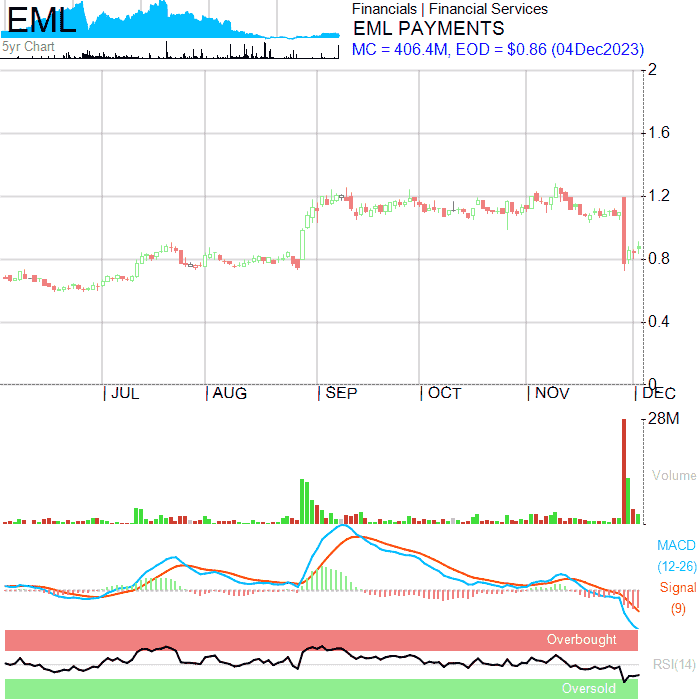 EML
5yr Chart
Financials | Financial Services
EML PAYMENTS
MC = 406.4M, EOD = $0.86 (04Dec2023)
2
1.6
1.2
0.8
0.4
0
JUL AUG SEP OCT NOV DEC
28M
Volume
MACD
(12-26)
Signal
(9)
Overbought
RSI(14)
Oversold